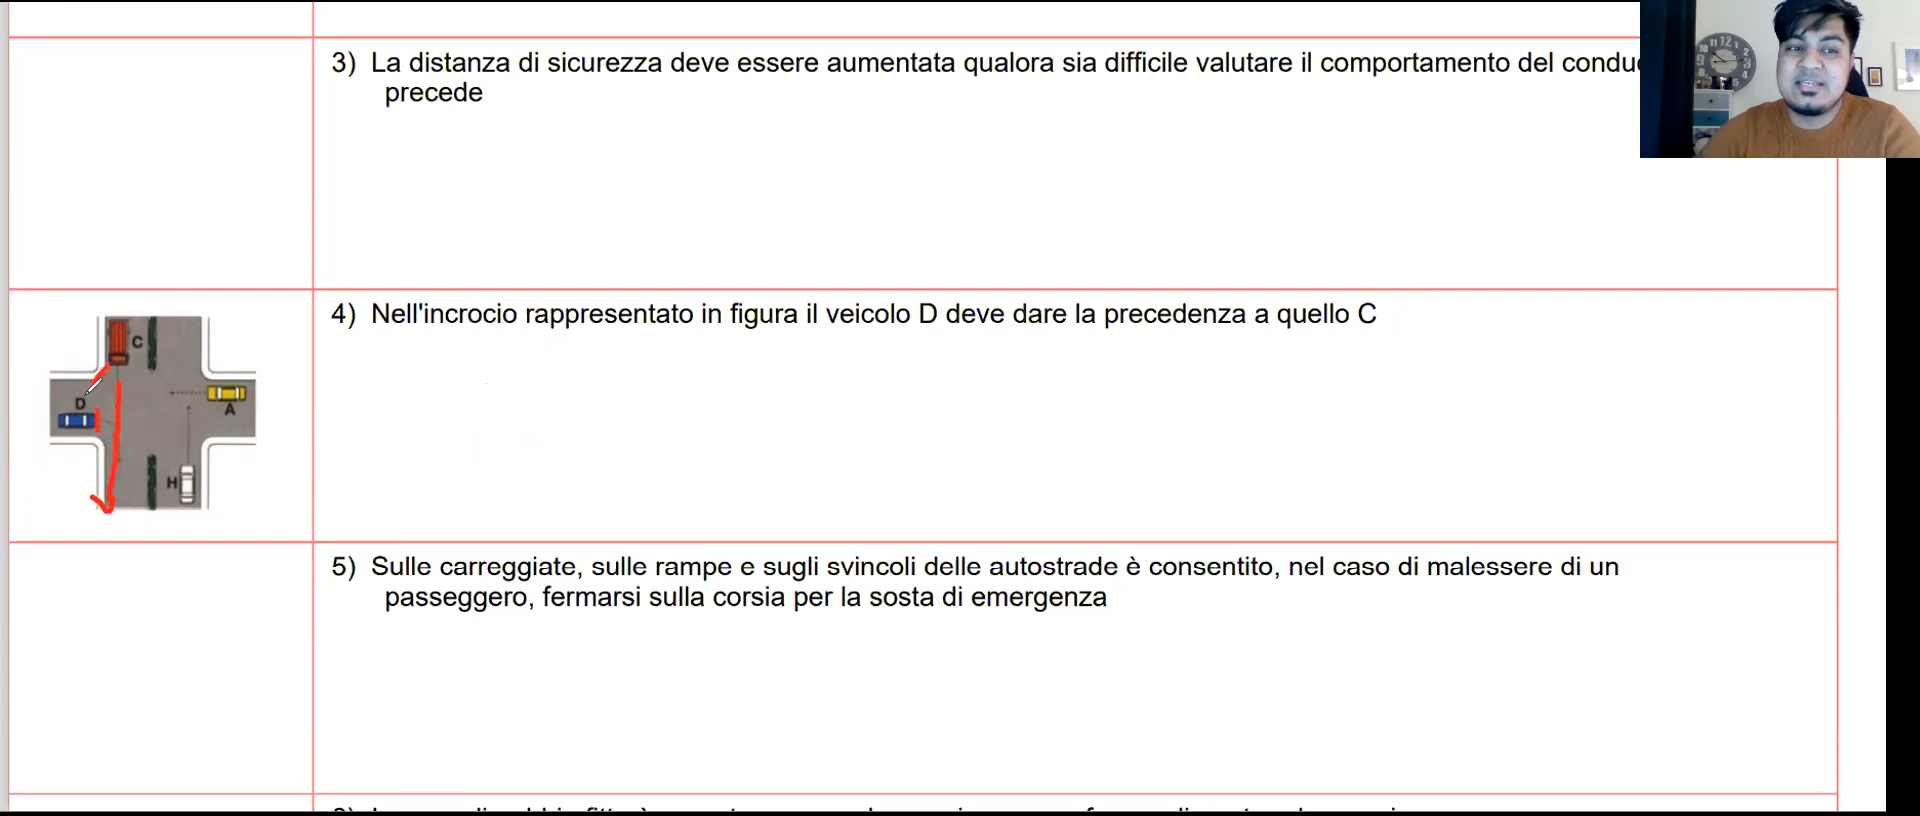 3) La distanza di sicurezza deve essere aumentata qualora sia difficile valutare il comportamento del
precede
4) Nell'incrocio rappresentato in figura il veicolo D deve dare la precedenza a quello C
C
D
A
H
5) Sulle carreggiate, sulle rampe e sugli svincoli delle autostrade è consentito, nel caso di malessere di un
passeggero, fermarsi sulla corsia per la sosta di emergenza